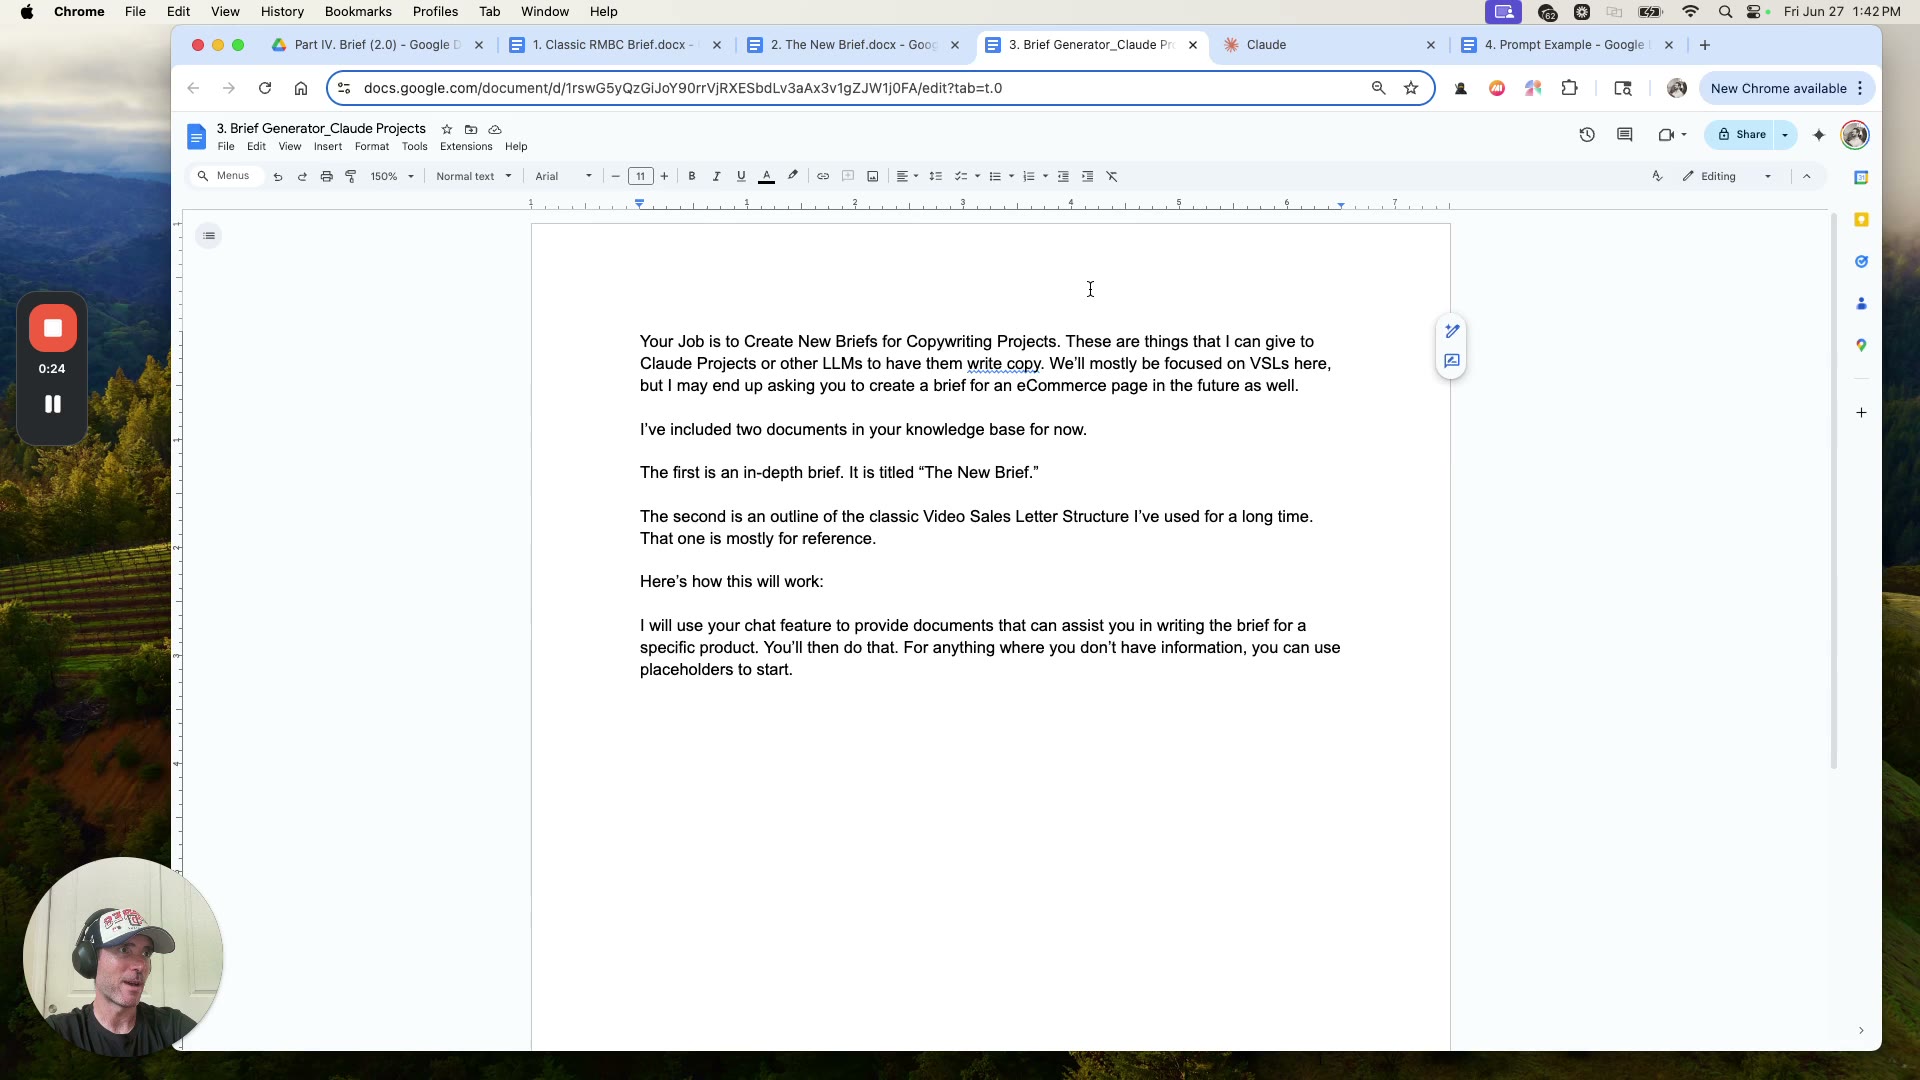 Chrome File Edit View History Bookmarks Profiles Tab Window Help
62
Fri Jun 27 1:42 PM
Part IV. Brief (2.0) - Google D
1. Classic RMBC Brief.docx -
2. The New Brief.docx - Goog
3. Brief Generator_Claude Pr
Claude
4. Prompt Example - Google
docs.google.com/document/d/1rswG5yQzGiJoY90rrVjRXESbdLv3aAx3v1gZJW1j0FA/edit?tab=t.0
New Chrome available
3. Brief Generator_Claude Projects
File Edit View Insert Format Tools Extensions Help
Share
Menus
150%
Normal text
Arial
11
B I U A
Editing
1 1 2 3 4 5 6 7
0:24
Your Job is to Create New Briefs for Copywriting Projects. These are things that I can give to
Claude Projects or other LLMs to have them write copy. We’ll mostly be focused on VSLs here,
but I may end up asking you to create a brief for an eCommerce page in the future as well.
I’ve included two documents in your knowledge base for now.
The first is an in-depth brief. It is titled “The New Brief.”
The second is an outline of the classic Video Sales Letter Structure I’ve used for a long time.
That one is mostly for reference.
Here’s how this will work:
I will use your chat feature to provide documents that can assist you in writing the brief for a
specific product. You’ll then do that. For anything where you don’t have information, you can use
placeholders to start.